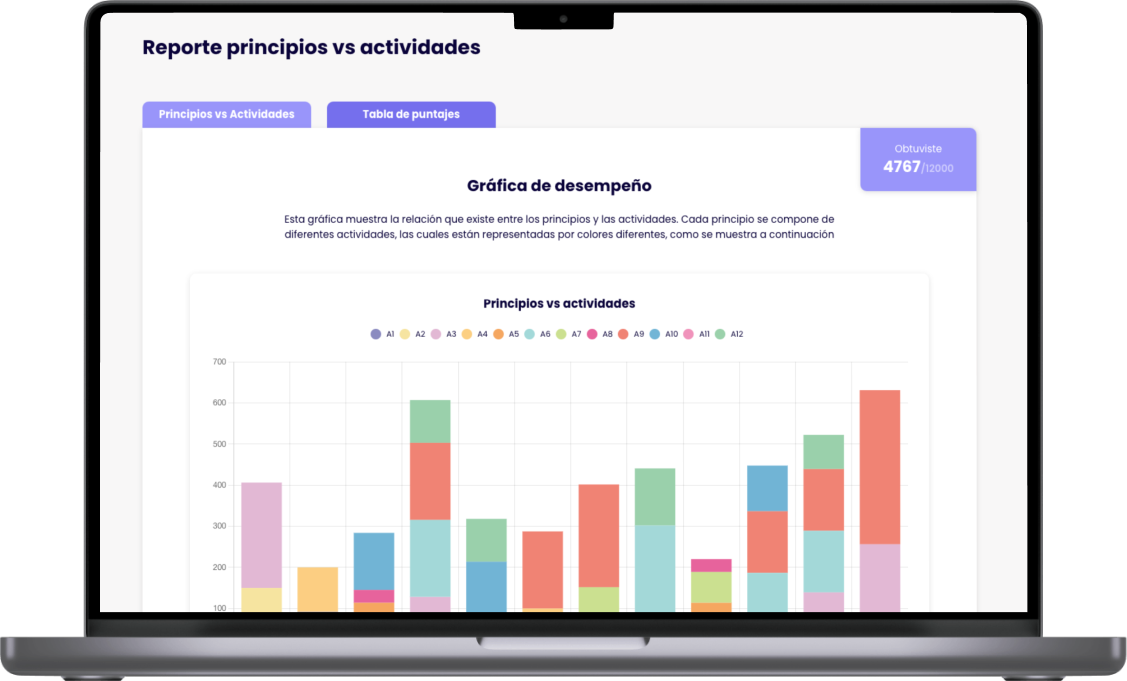 Reporte principios vs actividades
Principios vs Actividades
Tabla de puntajes
Obtuviste
4767/12000
Gráfica de desempeño
Esta gráfica muestra la relación que existe entre los principios y las actividades. Cada principio se compone de
diferentes actividades, las cuales están representadas por colores diferentes, como se muestra a continuación
Principios vs actividades
A1 A2 A3 A4 A5 A6 A7 A8 A9 A10 A11 A12
700
600
500
400
300
200
100